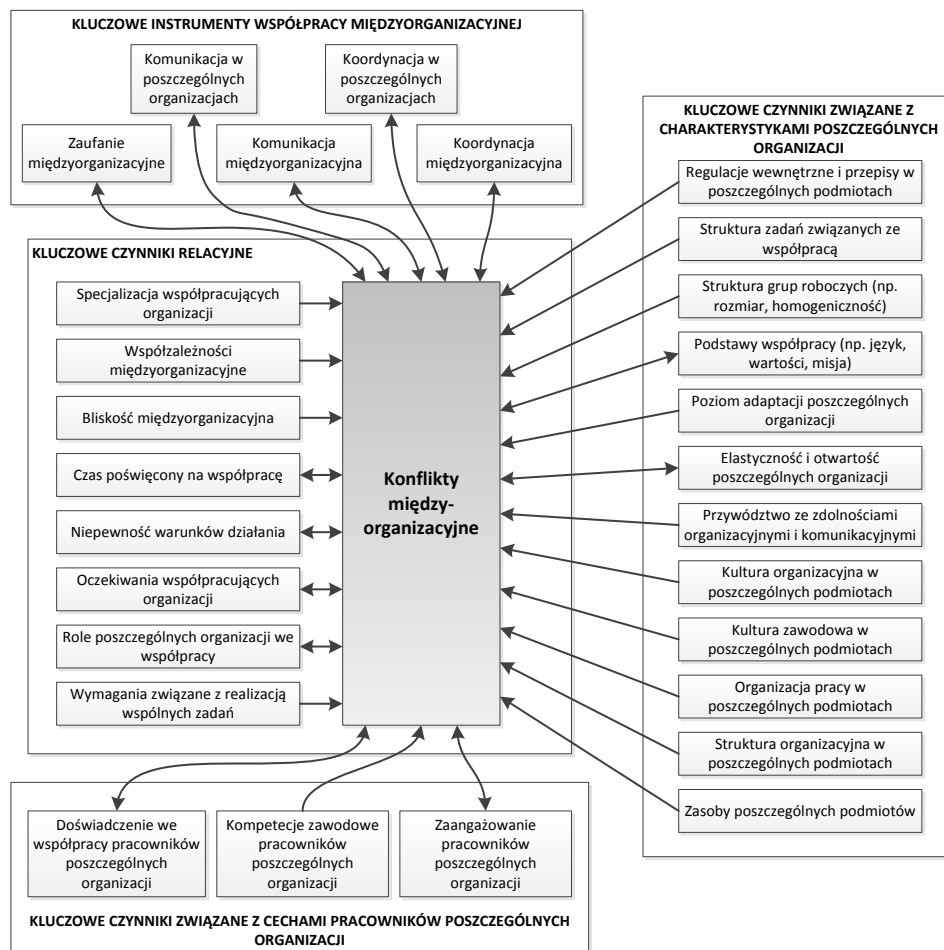 KLUCZOWE INSTRUMENTY WSPÓŁPRACY MIĘDZYORGANIZACYJNEJ
Komunikacja w
poszczególnych
organizacjach
Koordynacja w
poszczególnych
organizacjach
Zaufanie
międzyorganizacyjne
Komunikacja
międzyorganizacyjna
Koordynacja
międzyorganizacyjna
KLUCZOWE CZYNNIKI RELACYJNE
Specjalizacja współpracujących
organizacji
Współzależności
międzyorganizacyjne
Bliskość międzyorganizacyjna
Czas poświęcony na współpracę
Niepewność warunków działania
Oczekiwania współpracujących
organizacji
Role poszczególnych organizacji we
współpracy
Wymagania związane z realizacją
wspólnych zadań
Konflikty
między-
organizacyjne
KLUCZOWE CZYNNIKI ZWIĄZANE Z
CHARAKTERYSTYKAMI POSZCZEGÓLNYCH
ORGANIZACJI
Regulacje wewnętrzne i przepisy w
poszczególnych podmiotach
Struktura zadań związanych ze
współpracą
Struktura grup roboczych (np.
rozmiar, homogeniczność)
Podstawy współpracy (np. język,
wartości, misja)
Poziom adaptacji poszczególnych
organizacji
Elastyczność i otwartość
poszczególnych organizacji
Przywództwo ze zdolnościami
organizacyjnymi i komunikacyjnymi
Kultura organizacyjna w
poszczególnych podmiotach
Kultura zawodowa w
poszczególnych podmiotach
Organizacja pracy w
poszczególnych podmiotach
Struktura organizacyjna w
poszczególnych podmiotach
Zasoby poszczególnych podmiotów
Doświadczenie we
współpracy pracowników
poszczególnych
organizacji
Kompetecje zawodowe
pracowników
poszczególnych
organizacji
Zaangażowanie
pracowników
poszczególnych
organizacji
KLUCZOWE CZYNNIKI ZWIĄZANE Z CECHAMI PRACOWNIKÓW POSZCZEGÓLNYCH
ORGANIZACJI